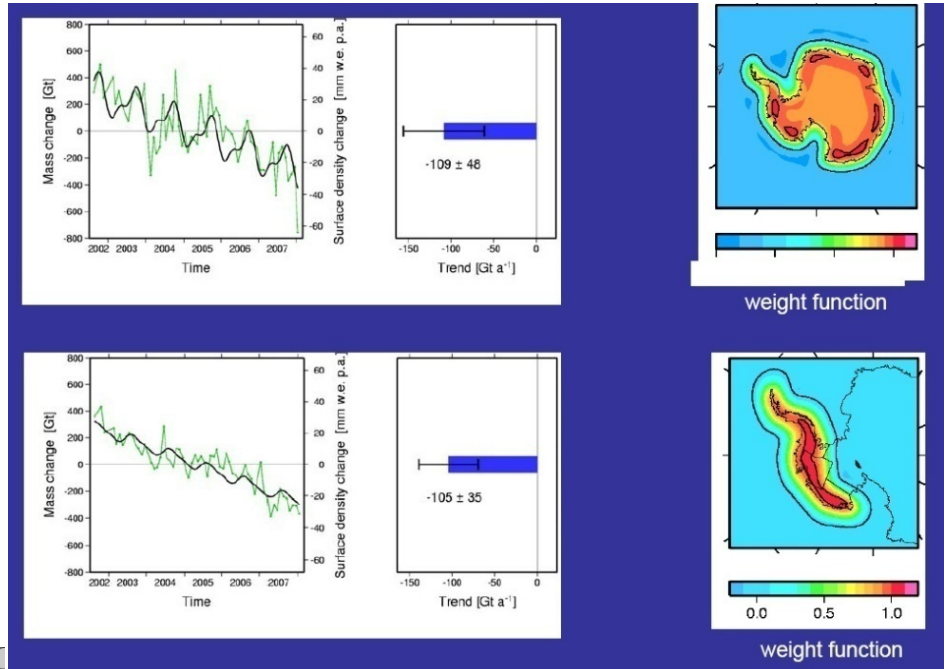 Mass change [Gt]
800
600
400
200
0
-200
-400
-600
-800
2002 2003 2004 2005 2006 2007
Time
Surface density change [mm w.e. p.a.]
60
40
20
0
-20
-40
-60
-109 ± 48
-150 -100 -50 0
Trend [Gt a⁻¹]
weight function
Mass change [Gt]
800
600
400
200
0
-200
-400
-600
-800
2002 2003 2004 2005 2006 2007
Time
Surface density change [mm w.e. p.a.]
60
40
20
0
-20
-40
-60
-105 ± 35
-150 -100 -50 0
Trend [Gt a⁻¹]
0.0 0.5 1.0
weight function